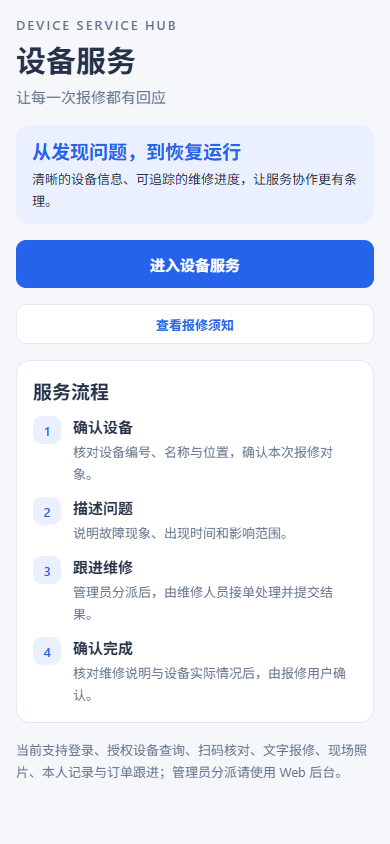 DEVICE SERVICE HUB
设备服务
让每一次报修都有回应
从发现问题，到恢复运行
清晰的设备信息、可追踪的维修进度，让服务协作更有条
理。
进入设备服务
查看报修须知
服务流程
1
确认设备
核对设备编号、名称与位置，确认本次报修对
象。
2
描述问题
说明故障现象、出现时间和影响范围。
3
跟进维修
管理员分派后，由维修人员接单处理并提交结
果。
4
确认完成
核对维修说明与设备实际情况后，由报修用户确
认。
当前支持登录、授权设备查询、扫码核对、文字报修、现场照
片、本人记录与订单跟进；管理员分派请使用 Web 后台。